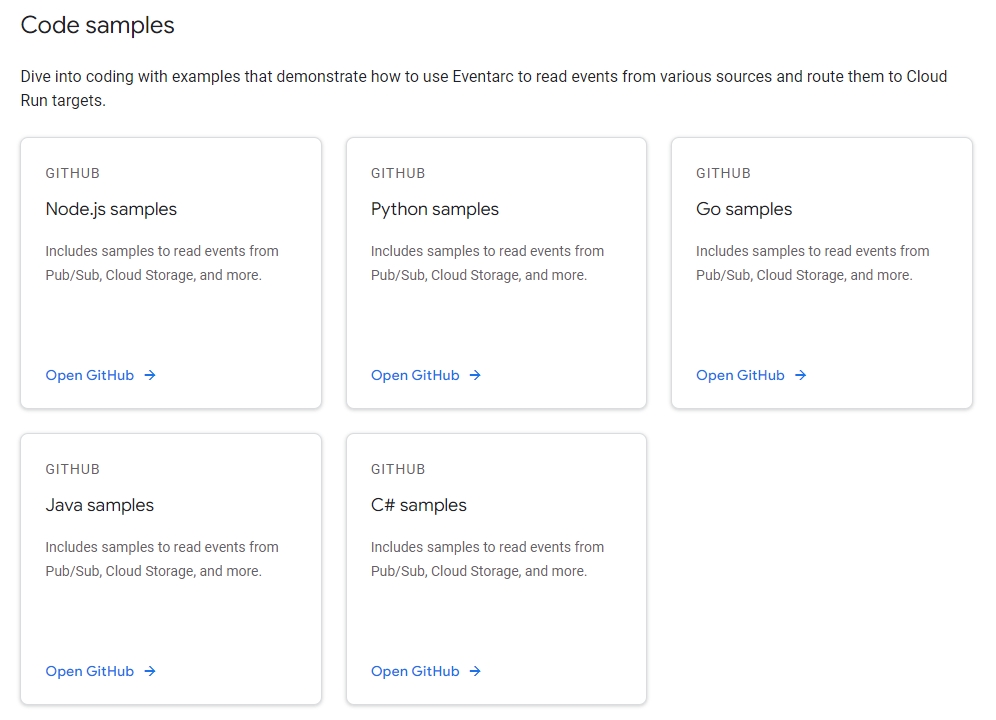 Code samples
Dive into coding with examples that demonstrate how to use Eventarc to read events from various sources and route them to Cloud
Run targets.
GITHUB
Node.js samples
Includes samples to read events from
Pub/Sub, Cloud Storage, and more.
Open GitHub →
GITHUB
Python samples
Includes samples to read events from
Pub/Sub, Cloud Storage, and more.
Open GitHub →
GITHUB
Go samples
Includes samples to read events from
Pub/Sub, Cloud Storage, and more.
Open GitHub →
GITHUB
Java samples
Includes samples to read events from
Pub/Sub, Cloud Storage, and more.
Open GitHub →
GITHUB
C# samples
Includes samples to read events from
Pub/Sub, Cloud Storage, and more.
Open GitHub →